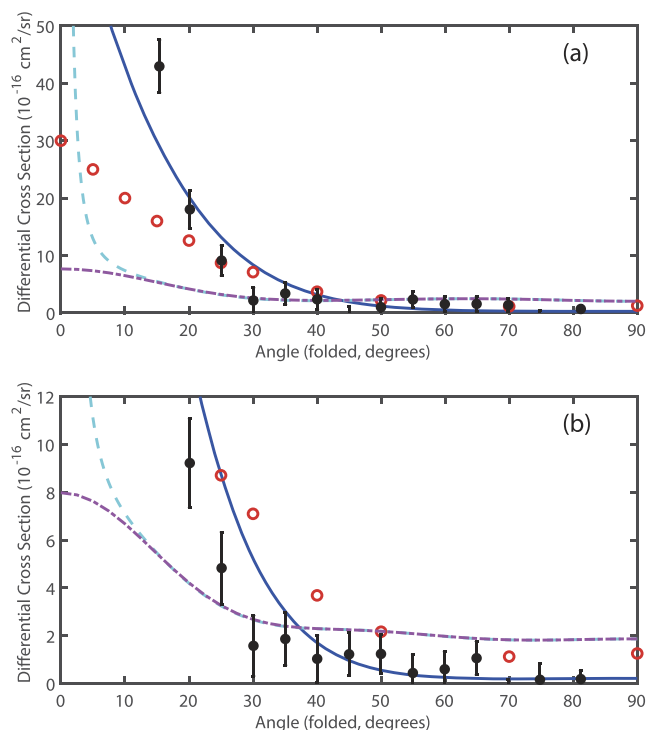 50
40
30
20
10
0
Differential Cross Section (10⁻¹⁶ cm²/sr)
(a)
0 10 20 30 40 50 60 70 80 90
Angle (folded, degrees)
12
10
8
6
4
2
0
Differential Cross Section (10⁻¹⁶ cm²/sr)
(b)
0 10 20 30 40 50 60 70 80 90
Angle (folded, degrees)